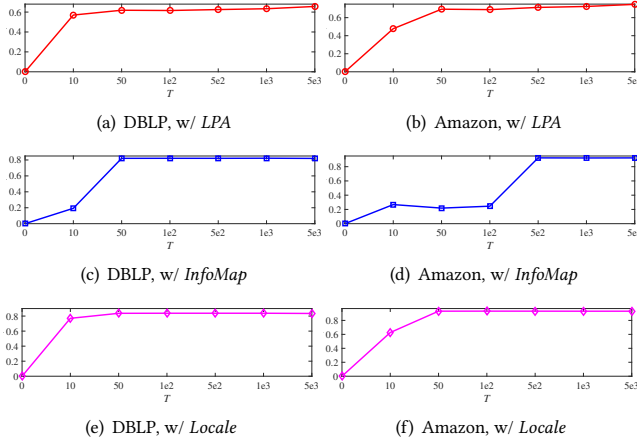 0.6
0.4
0.2
0
0 10 50 1e2 5e2 1e3 5e3
T
(a) DBLP, w/ LPA
0.6
0.4
0.2
0
0 10 50 1e2 5e2 1e3 5e3
T
(b) Amazon, w/ LPA
0.8
0.6
0.4
0.2
0
0 10 50 1e2 5e2 1e3 5e3
T
(c) DBLP, w/ InfoMap
0.8
0.6
0.4
0.2
0
0 10 50 1e2 5e2 1e3 5e3
T
(d) Amazon, w/ InfoMap
0.8
0.6
0.4
0.2
0
0 10 50 1e2 5e2 1e3 5e3
T
(e) DBLP, w/ Locale
0.8
0.6
0.4
0.2
0
0 10 50 1e2 5e2 1e3 5e3
T
(f) Amazon, w/ Locale